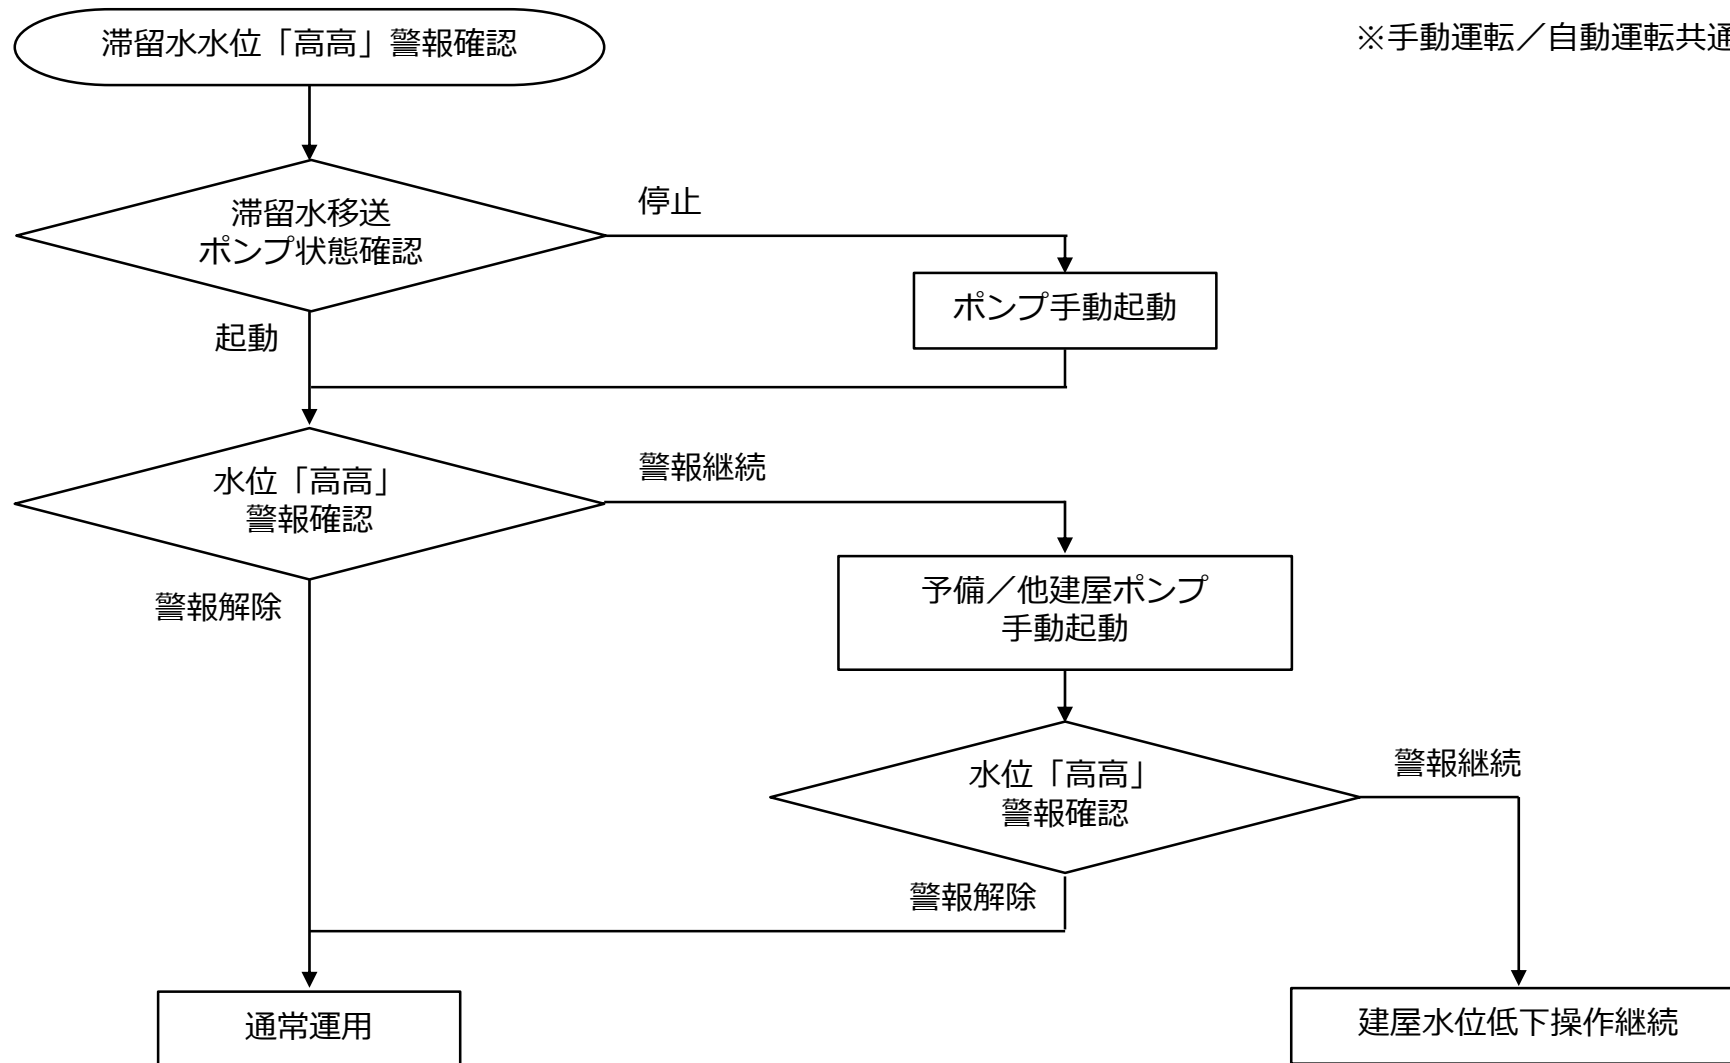 滞留水水位「高高」警報確認
※手動運転／自動運転共通
滞留水移送
ポンプ状態確認
停止
ポンプ手動起動
起動
水位「高高」
警報確認
警報継続
警報解除
予備／他建屋ポンプ
手動起動
水位「高高」
警報確認
警報継続
警報解除
通常運用
建屋水位低下操作継続